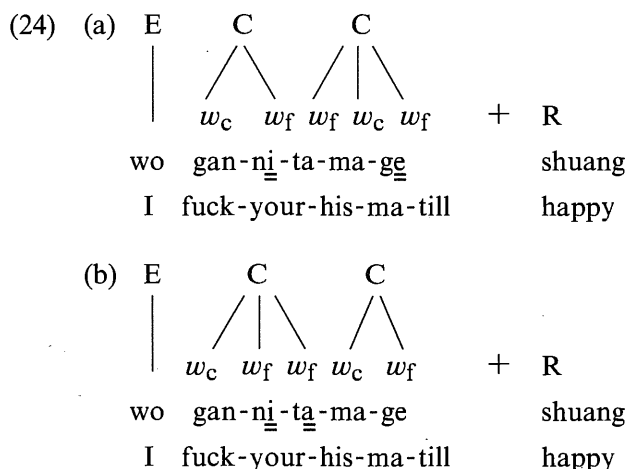 (24) (a) E C C
w_c w_f w_f w_c w_f + R
wo gan-ni-ta-ma-ge shuang
I fuck-your-his-ma-till happy
(b) E C C
w_c w_f w_f w_c w_f + R
wo gan-ni-ta-ma-ge shuang
I fuck-your-his-ma-till happy